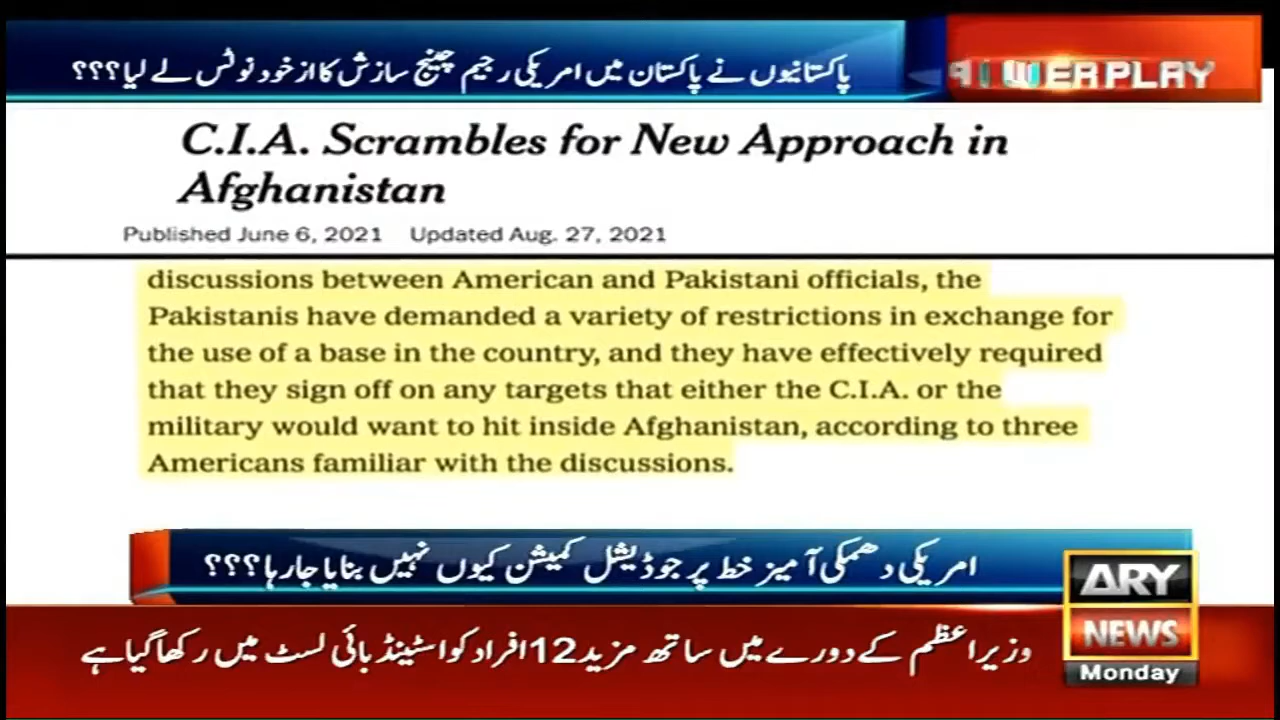 پاکستانیوں نے پاکستان میں امریکی رجیم چینج سازش کا ازخود نوٹس لے لیا؟؟؟
WERPLAY
C.I.A. Scrambles for New Approach in
Afghanistan
Published June 6, 2021 Updated Aug. 27, 2021
discussions between American and Pakistani officials, the
Pakistanis have demanded a variety of restrictions in exchange for
the use of a base in the country, and they have effectively required
that they sign off on any targets that either the C.I.A. or the
military would want to hit inside Afghanistan, according to three
Americans familiar with the discussions.
امریکی دھمکی آمیز خط پر جوڈیشل کمیشن کیوں نہیں بنایا جارہا؟؟؟
ARY
NEWS
Monday
وزیراعظم کے دورے میں ساتھ مزید 12 افراد کو اسٹینڈ بائی لسٹ میں رکھا گیا ہے